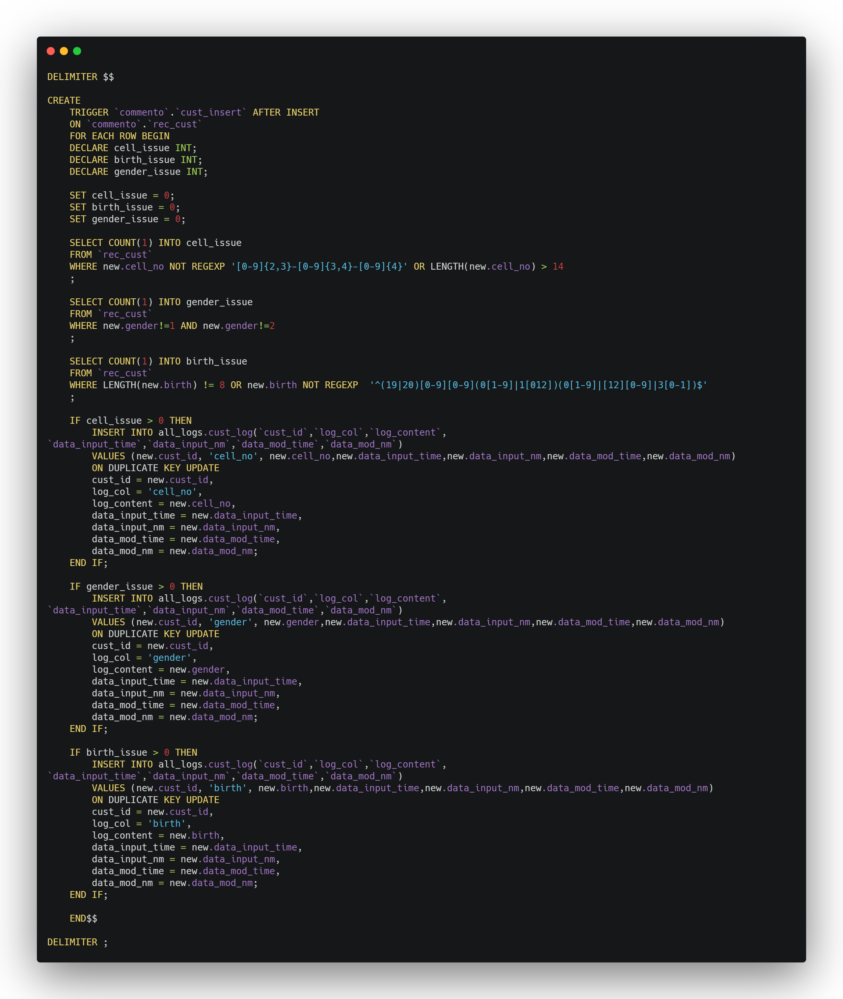 DELIMITER $$
CREATE
TRIGGER `commento`.`cust_insert` AFTER INSERT
ON `commento`.`rec_cust`
FOR EACH ROW BEGIN
DECLARE cell_issue INT;
DECLARE birth_issue INT;
DECLARE gender_issue INT;
SET cell_issue = 0;
SET birth_issue = 0;
SET gender_issue = 0;
SELECT COUNT(1) INTO cell_issue
FROM `rec_cust`
WHERE new.cell_no NOT REGEXP '[0-9]{2,3}-[0-9]{3,4}-[0-9]{4}' OR LENGTH(new.cell_no) > 14
;
SELECT COUNT(1) INTO gender_issue
FROM `rec_cust`
WHERE new.gender!=1 AND new.gender!=2
;
SELECT COUNT(1) INTO birth_issue
FROM `rec_cust`
WHERE LENGTH(new.birth) != 8 OR new.birth NOT REGEXP  '^(19|20)[0-9][0-9](0[1-9]|1[012])(0[1-9]|[12][0-9]|3[0-1])$'
;
IF cell_issue > 0 THEN
INSERT INTO all_logs.cust_log(`cust_id`,`log_col`,`log_content`,
`data_input_time`,`data_input_nm`,`data_mod_time`,`data_mod_nm`)
VALUES (new.cust_id, 'cell_no', new.cell_no,new.data_input_time,new.data_input_nm,new.data_mod_time,new.data_mod_nm)
ON DUPLICATE KEY UPDATE
cust_id = new.cust_id,
log_col = 'cell_no',
log_content = new.cell_no,
data_input_time = new.data_input_time,
data_input_nm = new.data_input_nm,
data_mod_time = new.data_mod_time,
data_mod_nm = new.data_mod_nm;
END IF;
IF gender_issue > 0 THEN
INSERT INTO all_logs.cust_log(`cust_id`,`log_col`,`log_content`,
`data_input_time`,`data_input_nm`,`data_mod_time`,`data_mod_nm`)
VALUES (new.cust_id, 'gender', new.gender,new.data_input_time,new.data_input_nm,new.data_mod_time,new.data_mod_nm)
ON DUPLICATE KEY UPDATE
cust_id = new.cust_id,
log_col = 'gender',
log_content = new.gender,
data_input_time = new.data_input_time,
data_input_nm = new.data_input_nm,
data_mod_time = new.data_mod_time,
data_mod_nm = new.data_mod_nm;
END IF;
IF birth_issue > 0 THEN
INSERT INTO all_logs.cust_log(`cust_id`,`log_col`,`log_content`,
`data_input_time`,`data_input_nm`,`data_mod_time`,`data_mod_nm`)
VALUES (new.cust_id, 'birth', new.birth,new.data_input_time,new.data_input_nm,new.data_mod_time,new.data_mod_nm)
ON DUPLICATE KEY UPDATE
cust_id = new.cust_id,
log_col = 'birth',
log_content = new.birth,
data_input_time = new.data_input_time,
data_input_nm = new.data_input_nm,
data_mod_time = new.data_mod_time,
data_mod_nm = new.data_mod_nm;
END IF;
END$$
DELIMITER ;